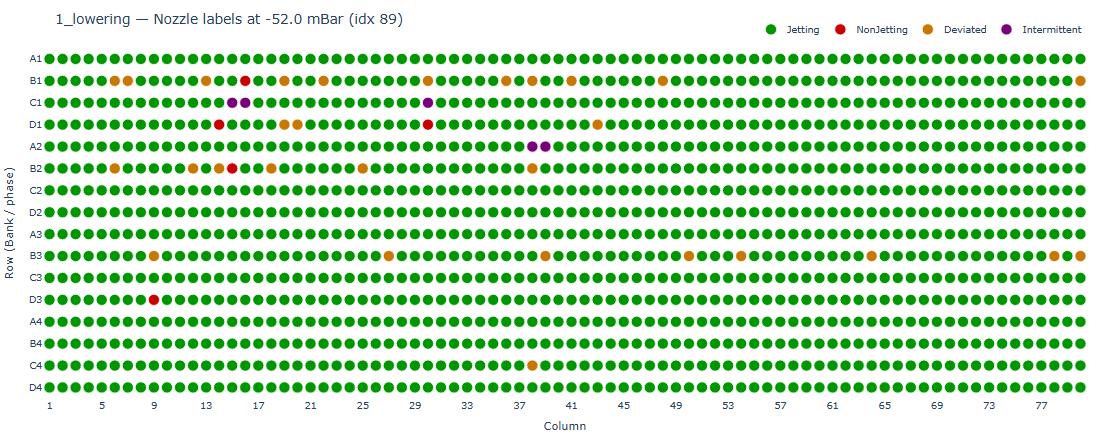 1_lowering — Nozzle labels at -52.0 mBar (idx 89)
Jetting NonJetting Deviated Intermittent
A1
B1
C1
D1
A2
B2
C2
D2
A3
B3
C3
D3
A4
B4
C4
D4
Row (Bank / phase)
1 5 9 13 17 21 25 29 33 37 41 45 49 53 57 61 65 69 73 77
Column